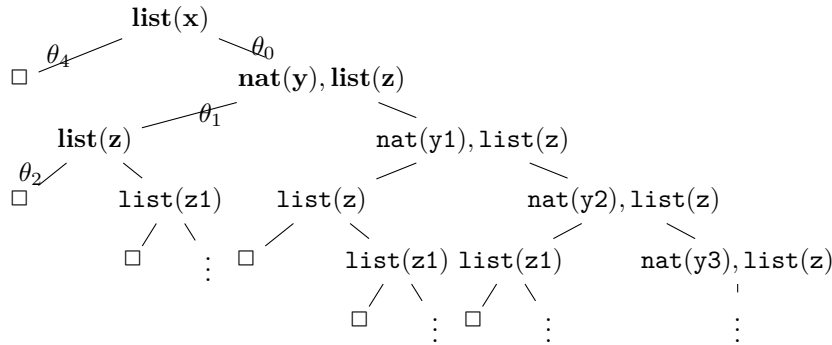 list(x)
θ4 θ0
□ nat(y), list(z)
θ1
list(z) nat(y1), list(z)
θ2
□ list(z1) list(z) nat(y2), list(z)
□ ⋮ □ list(z1) list(z1) nat(y3), list(z)
□ ⋮ □ ⋮ ⋮